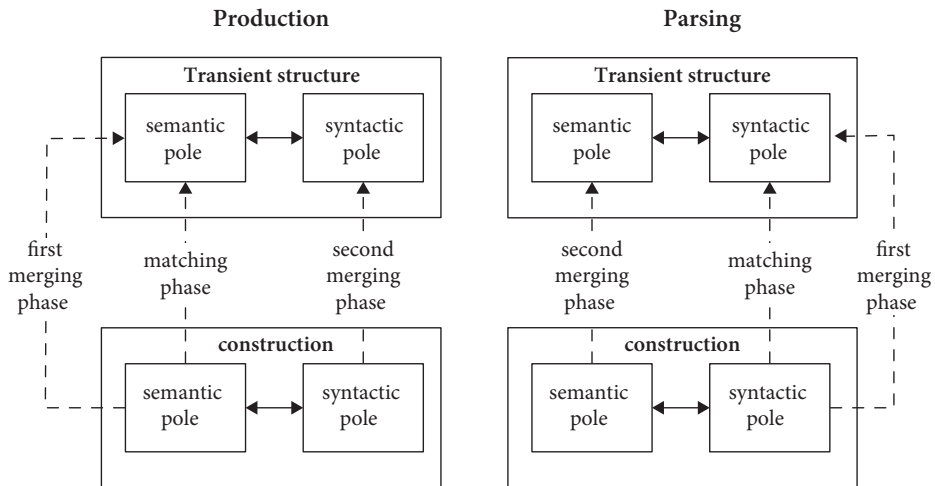 Production
Transient structure
semantic
pole
syntactic
pole
first
merging
phase
matching
phase
second
merging
phase
construction
semantic
pole
syntactic
pole
Parsing
Transient structure
semantic
pole
syntactic
pole
second
merging
phase
matching
phase
first
merging
phase
construction
semantic
pole
syntactic
pole